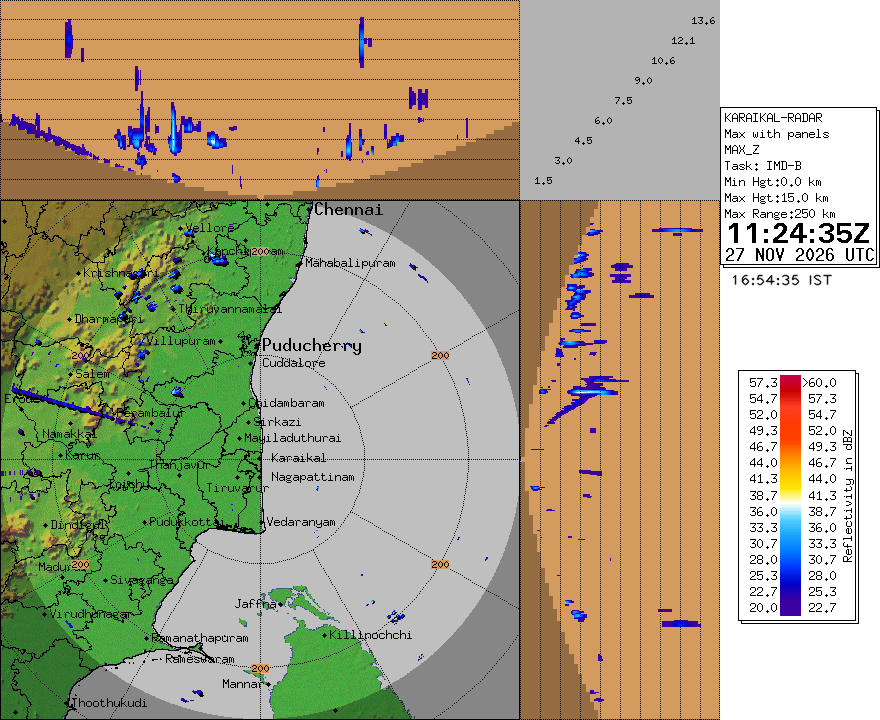 13.6
12.1
10.6
9.0
7.5
6.0
4.5
3.0
1.5
KARAIKAL-RADAR
Max with panels
MAX_Z
Task: IMD-B
Min Hgt:0.0 km
Max Hgt:15.0 km
Max Range:250 km
11:24:35Z
27 NOV 2026 UTC
16:54:35 IST
Chennai
Vellore
200
Mahabalipuram
Krishnagiri
Thiruvannamalai
Dharmapuri
Villupuram
Puducherry
200
200
Cuddalore
Salem
Chidambaram
Perambalur
Sirkazi
Namakkal
Mayiladuthurai
Karur
Karaikal
Thanjavur
Nagapattinam
Tiruvarur
Pudukkottai
Vedaranyam
Dindigul
200
200
Sivaganga
Jaffna
Virudhunagar
Killinochchi
Ramanathapuram
Rameswaram
200
Mannar
Thoothukudi
57.3 >60.0
54.7 57.3
52.0 54.7
49.3 52.0
46.7 49.3
44.0 46.7
41.3 44.0
38.7 41.3
36.0 38.7
33.3 36.0
30.7 33.3
28.0 30.7
25.3 28.0
22.7 25.3
20.0 22.7
Reflectivity in dBZ